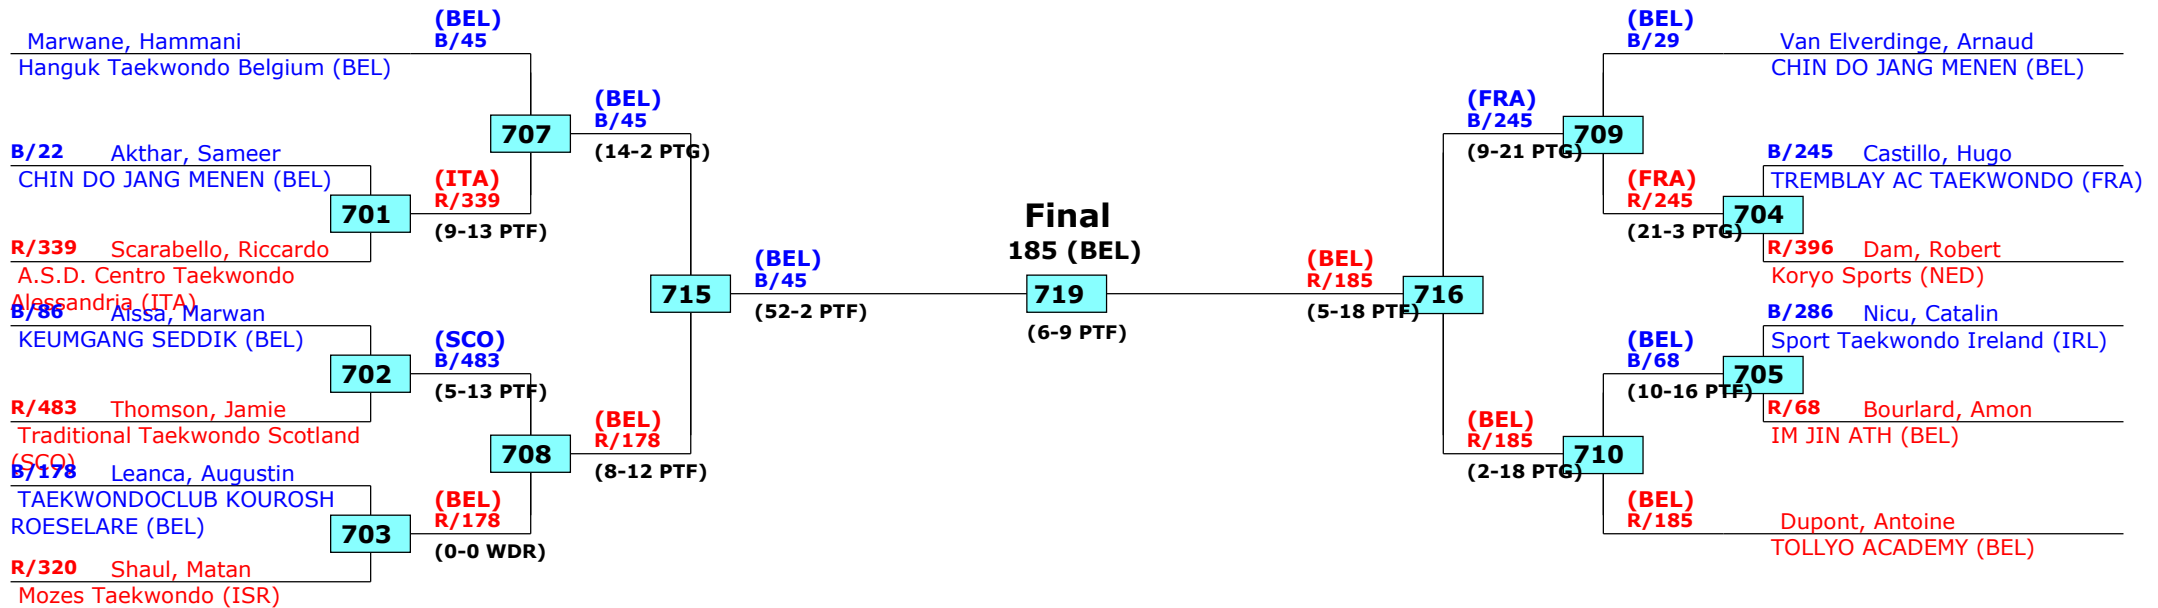 (BEL)
B/45
Marwane, Hammani
Hanguk Taekwondo Belgium (BEL)
B/22 Akthar, Sameer
CHIN DO JANG MENEN (BEL)
701
R/339 Scarabello, Riccardo
A.S.D. Centro Taekwondo
Alessandria (ITA)
(ITA)
R/339
(9-13 PTF)
707
(BEL)
B/45
(14-2 PTG)
B/86 Aissa, Marwan
KEUMGANG SEDDIK (BEL)
702
R/483 Thomson, Jamie
Traditional Taekwondo Scotland
(SCO)
(SCO)
B/483
(5-13 PTF)
B/178 Leanca, Augustin
TAEKWONDOCLUB KOUROSH
ROESELARE (BEL)
703
R/320 Shaul, Matan
Mozes Taekwondo (ISR)
(BEL)
R/178
(0-0 WDR)
708
(BEL)
R/178
(8-12 PTF)
715
(BEL)
B/45
(52-2 PTF)
Final
185 (BEL)
719
(6-9 PTF)
(BEL)
R/185
(5-18 PTF)
716
(FRA)
B/245
(9-21 PTG)
709
(BEL)
B/29
Van Elverdinge, Arnaud
CHIN DO JANG MENEN (BEL)
(FRA)
R/245
(21-3 PTG)
704
B/245 Castillo, Hugo
TREMBLAY AC TAEKWONDO (FRA)
R/396 Dam, Robert
Koryo Sports (NED)
(BEL)
R/185
(2-18 PTG)
710
(BEL)
B/68
(10-16 PTF)
705
B/286 Nicu, Catalin
Sport Taekwondo Ireland (IRL)
R/68 Bourlard, Amon
IM JIN ATH (BEL)
(BEL)
R/185
Dupont, Antoine
TOLLYO ACADEMY (BEL)